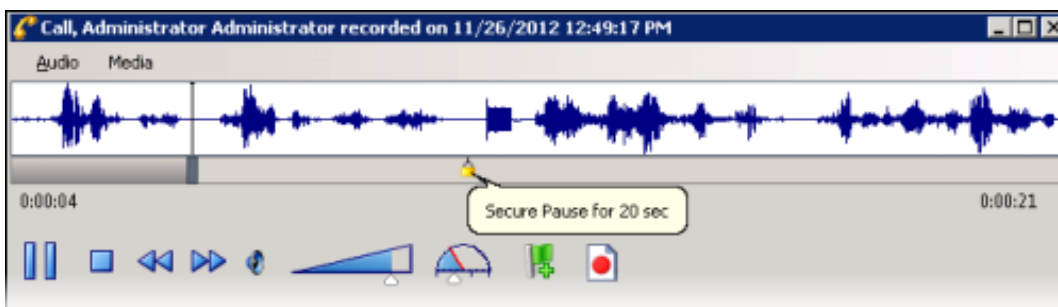 Call, Administrator Administrator recorded on 11/26/2012 12:49:17 PM
Audio Media
0:00:04
Secure Pause for 20 sec
0:00:21